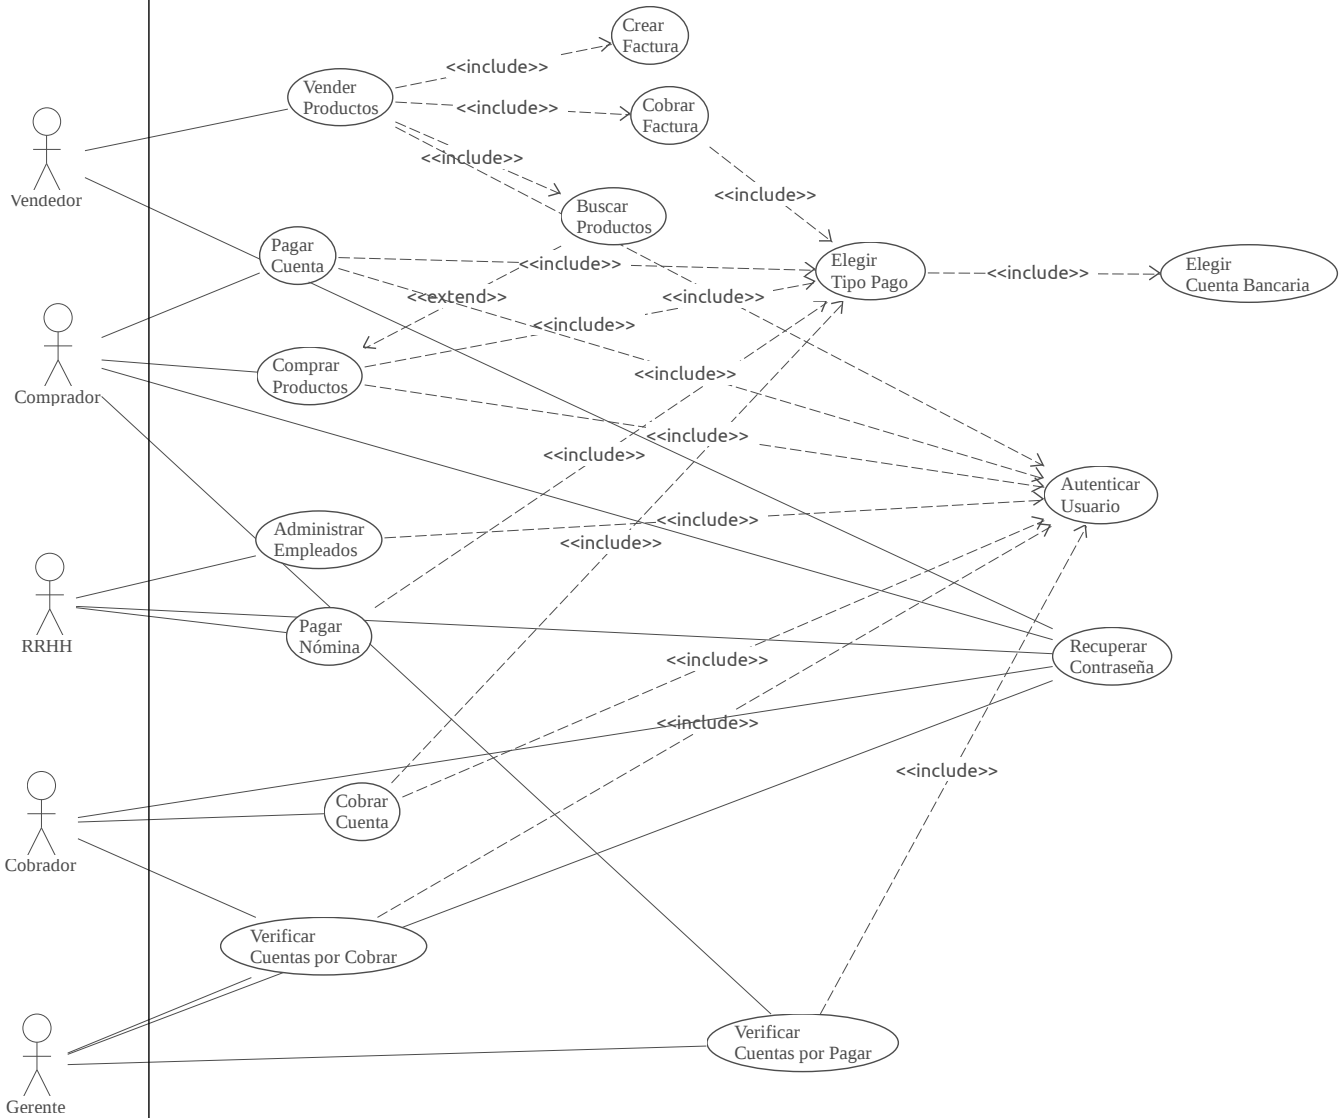 Crear
Factura
<<include>>
Vender
Productos
<<include>>
Cobrar
Factura
<<include>>
Vendedor
<<include>>
Buscar
Productos
Pagar
Cuenta
<<include>>
Elegir
Tipo Pago
<<include>>
Elegir
Cuenta Bancaria
<<extend>>
<<include>>
<<include>>
Comprar
Productos
<<include>>
Comprador
<<include>>
<<include>>
Autenticar
Usuario
Administrar
Empleados
<<include>>
<<include>>
RRHH
Pagar
Nómina
<<include>>
Recuperar
Contraseña
<<include>>
<<include>>
Cobrar
Cuenta
Cobrador
Verificar
Cuentas por Cobrar
Verificar
Cuentas por Pagar
Gerente